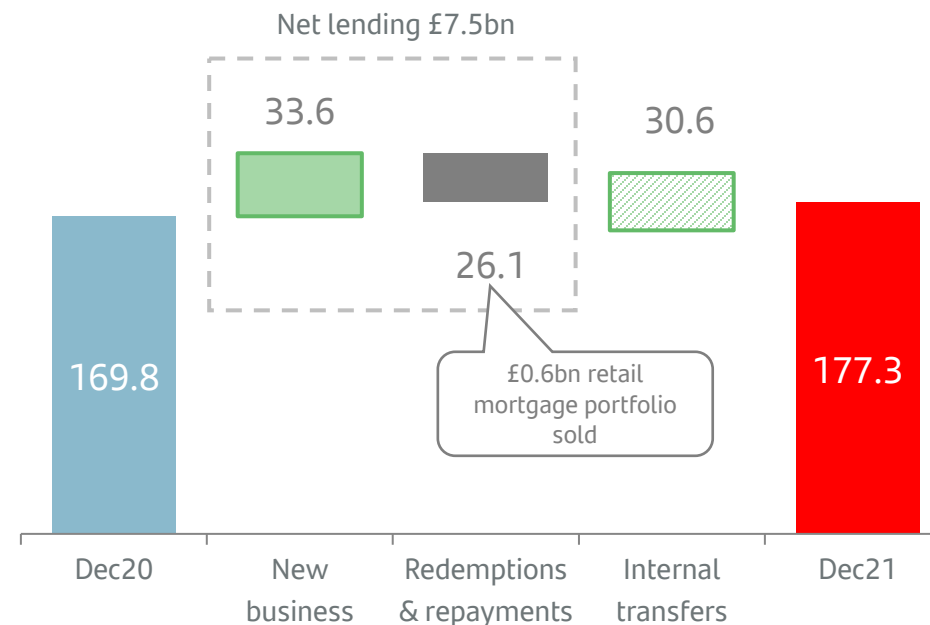 Net lending £7.5bn
33.6
30.6
26.1
169.8
£0.6bn retail
mortgage portfolio
sold
177.3
Dec20
New
business
Redemptions
& repayments
Internal
transfers
Dec21